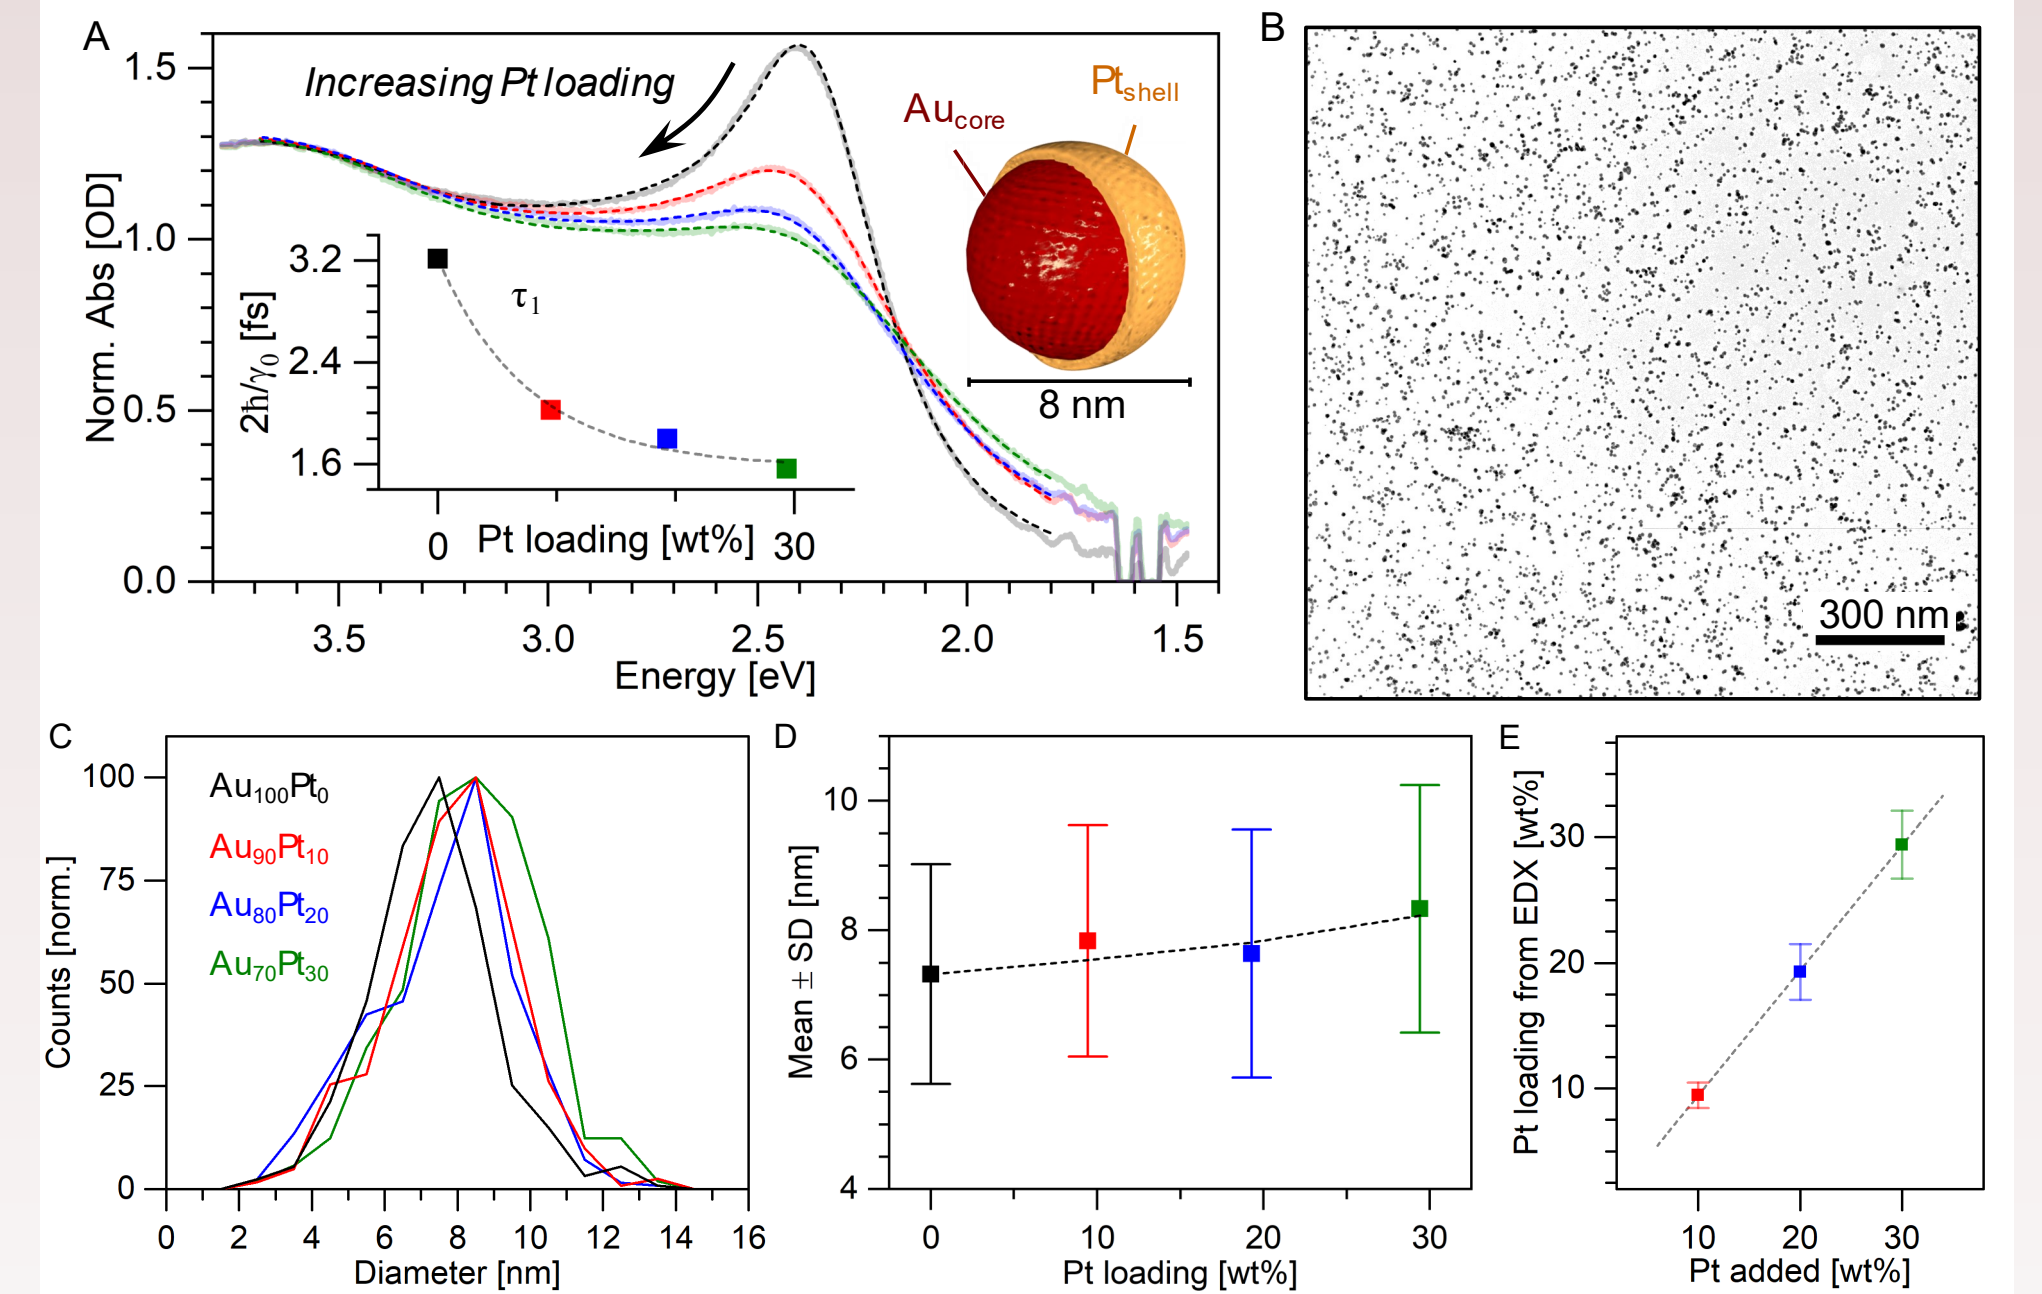 A
Increasing Pt loading
Au_core
Pt_shell
8 nm
Norm. Abs [OD]
1.5
1.0
0.5
0.0
2ħ/γ₀ [fs]
3.2
2.4
1.6
τ₁
0 Pt loading [wt%] 30
3.5 3.0 2.5 2.0 1.5
Energy [eV]
B
300 nm
C
Counts [norm.]
100
75
50
25
0
Au₁₀₀Pt₀
Au₉₀Pt₁₀
Au₈₀Pt₂₀
Au₇₀Pt₃₀
0 2 4 6 8 10 12 14 16
Diameter [nm]
D
Mean ± SD [nm]
10
8
6
4
0 10 20 30
Pt loading [wt%]
E
Pt loading from EDX [wt%]
30
20
10
10 20 30
Pt added [wt%]